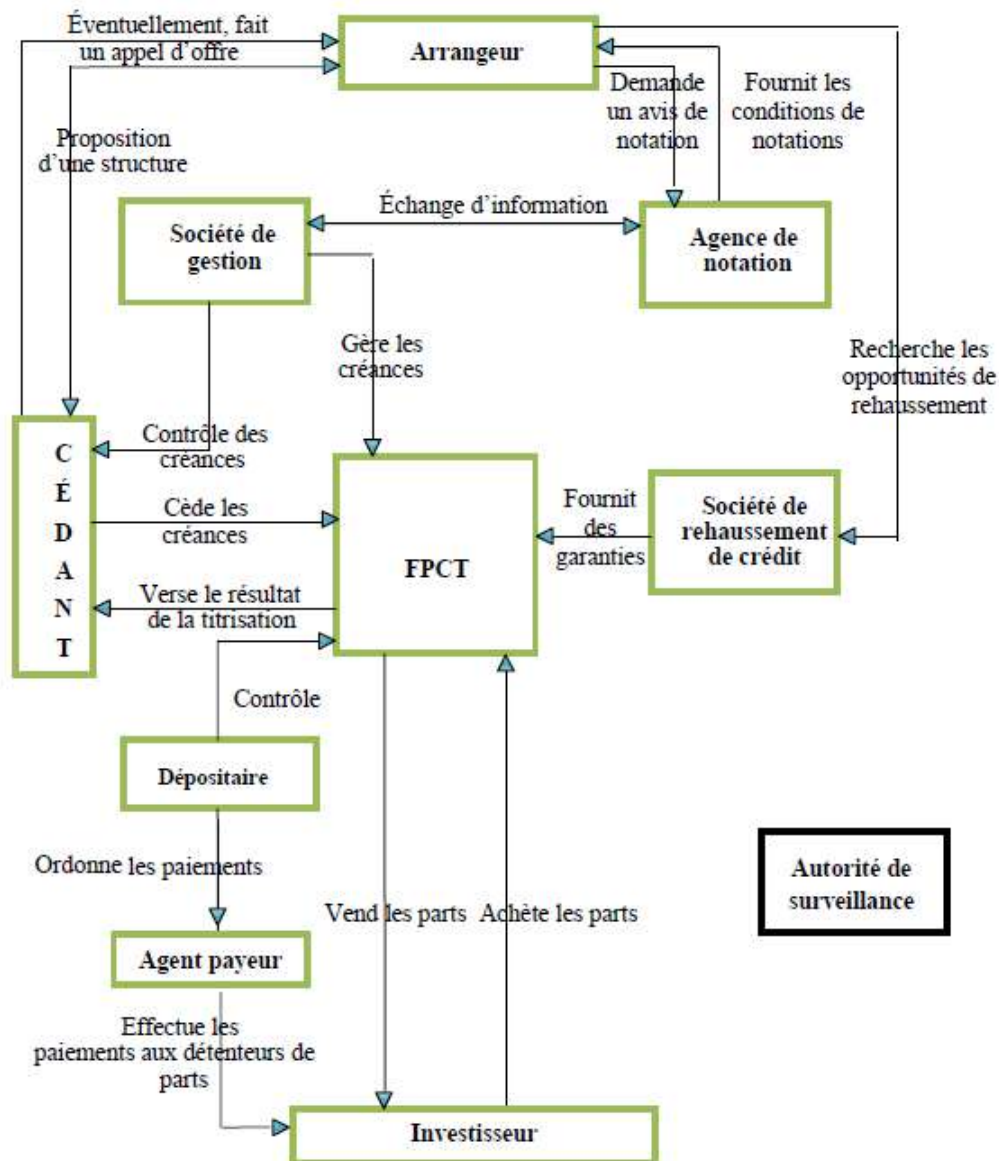 Éventuellement, fait
un appel d'offre
Arrangeur
Demande
un avis de
notation
Fournit les
conditions de
notations
Proposition
d'une structure
Échange d'information
Société de
gestion
Agence de
notation
Gère les
créances
Recherche les
opportunités de
rehaussement
C
É
D
A
N
T
Contrôle des
créances
Cède les
créances
Verse le résultat
de la titrisation
FPCT
Fournit
des
garanties
Société de
rehaussement
de crédit
Contrôle
Dépositaire
Ordonne les paiements
Vend les parts
Achète les parts
Autorité de
surveillance
Agent payeur
Effectue les
paiements aux détenteurs de
parts
Investisseur